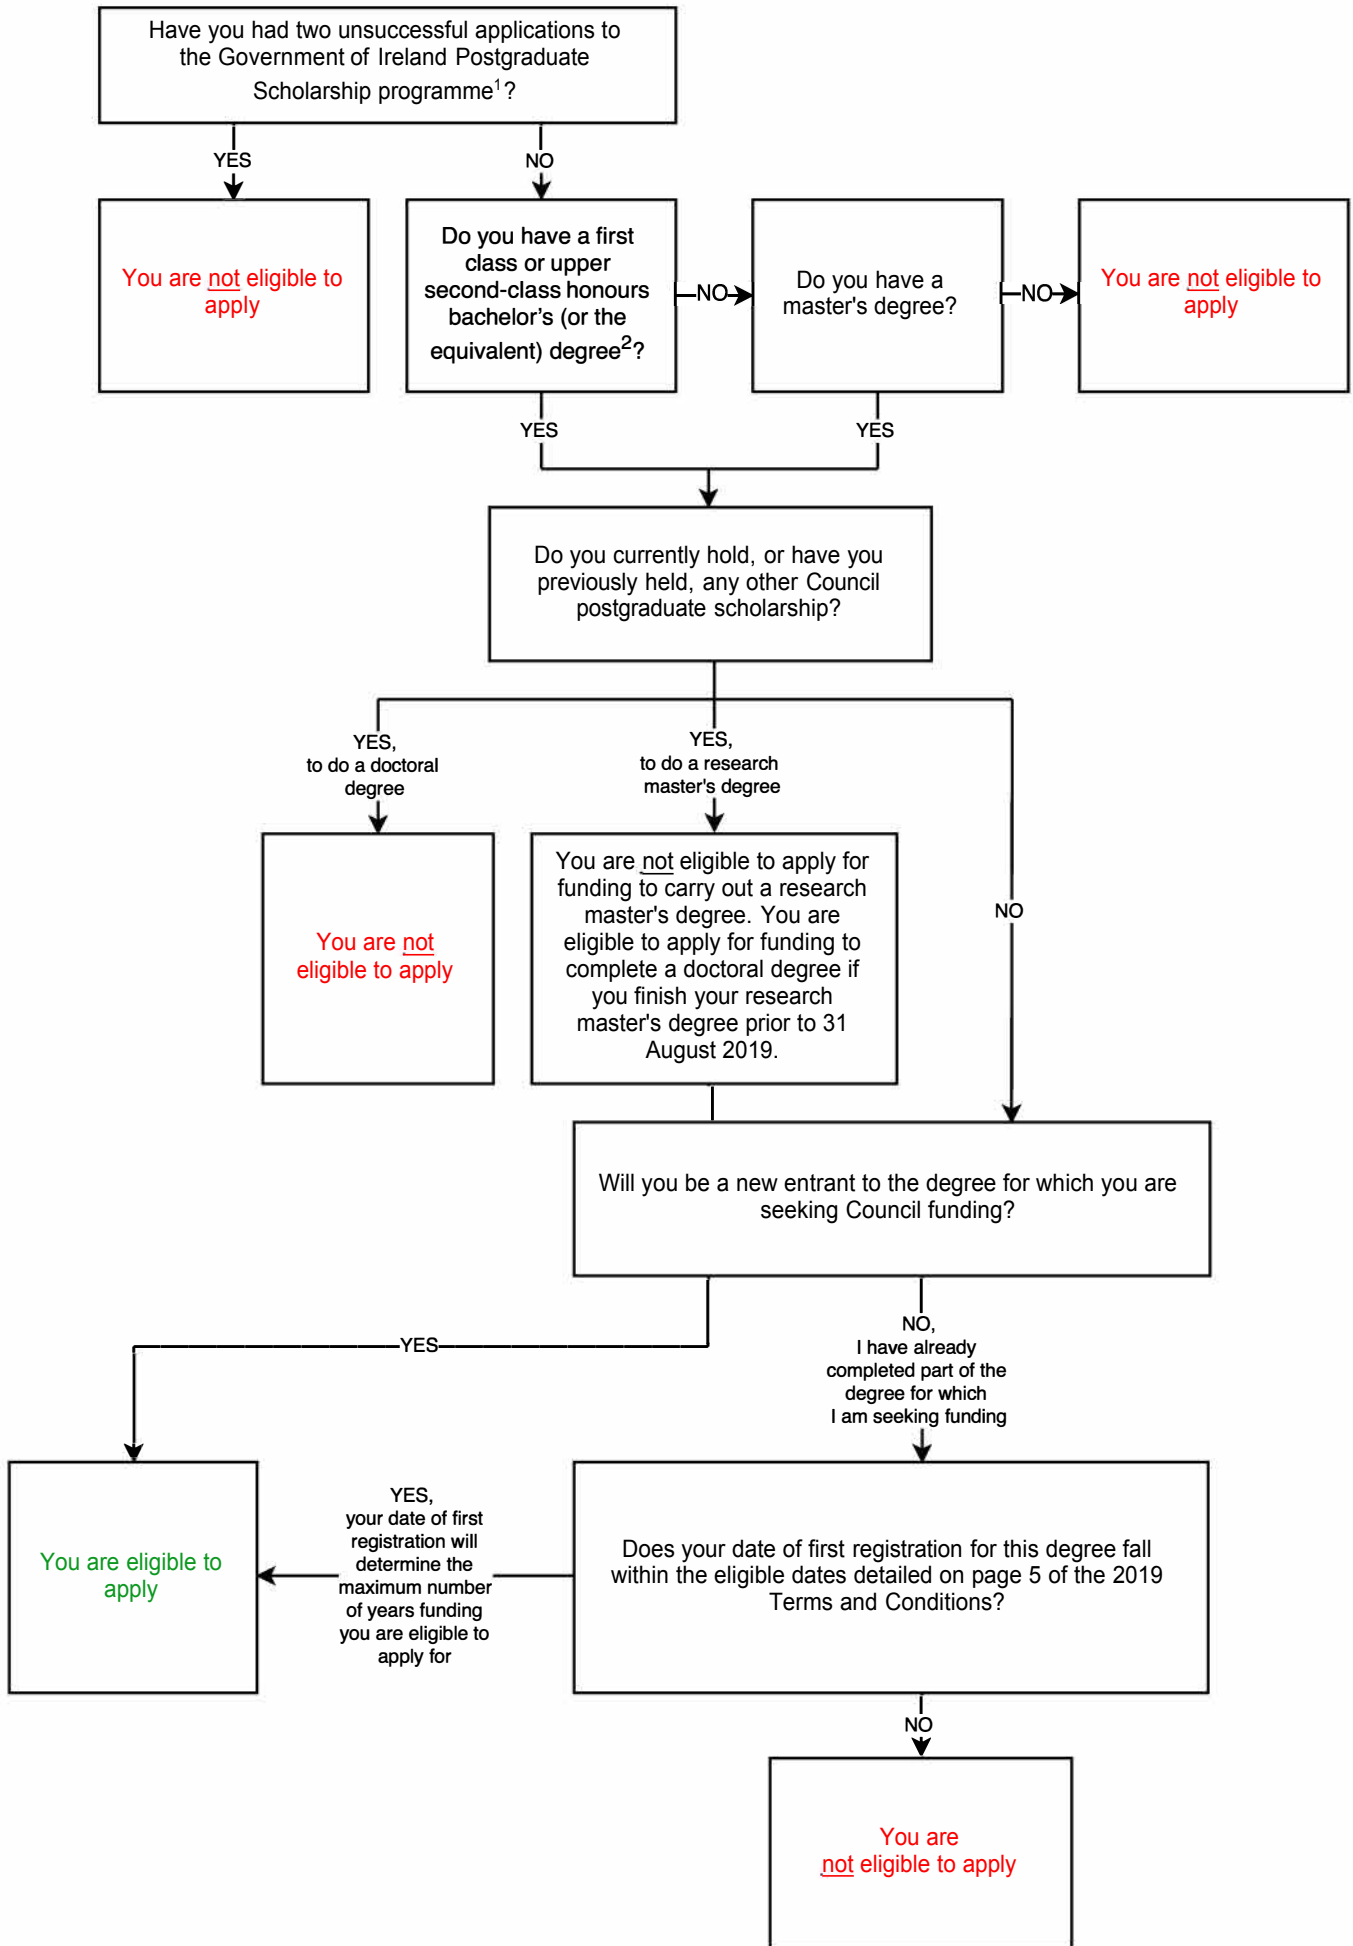 Have you had two unsuccessful applications to
the Government of Ireland Postgraduate
Scholarship programme¹?
YES
NO
You are not eligible to
apply
Do you have a first
class or upper
second-class honours
bachelor's (or the
equivalent) degree²?
NO
Do you have a
master's degree?
NO
You are not eligible to
apply
YES
YES
Do you currently hold, or have you
previously held, any other Council
postgraduate scholarship?
YES,
to do a doctoral
degree
YES,
to do a research
master's degree
NO
You are not
eligible to apply
You are not eligible to apply for
funding to carry out a research
master's degree. You are
eligible to apply for funding to
complete a doctoral degree if
you finish your research
master's degree prior to 31
August 2019.
Will you be a new entrant to the degree for which you are
seeking Council funding?
YES
NO,
I have already
completed part of the
degree for which
I am seeking funding
You are eligible to
apply
YES,
your date of first
registration will
determine the
maximum number
of years funding
you are eligible to
apply for
Does your date of first registration for this degree fall
within the eligible dates detailed on page 5 of the 2019
Terms and Conditions?
NO
You are
not eligible to apply